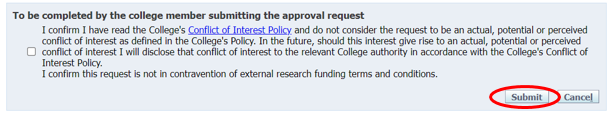 To be completed by the college member submitting the approval request
I confirm I have read the College's Conflict of Interest Policy and do not consider the request to be an actual, potential or perceived
conflict of interest as defined in the College's Policy. In the future, should this interest give rise to an actual, potential or perceived
conflict of interest I will disclose that conflict of interest to the relevant College authority in accordance with the College's Conflict of
Interest Policy.
I confirm this request is not in contravention of external research funding terms and conditions.
Submit Cancel